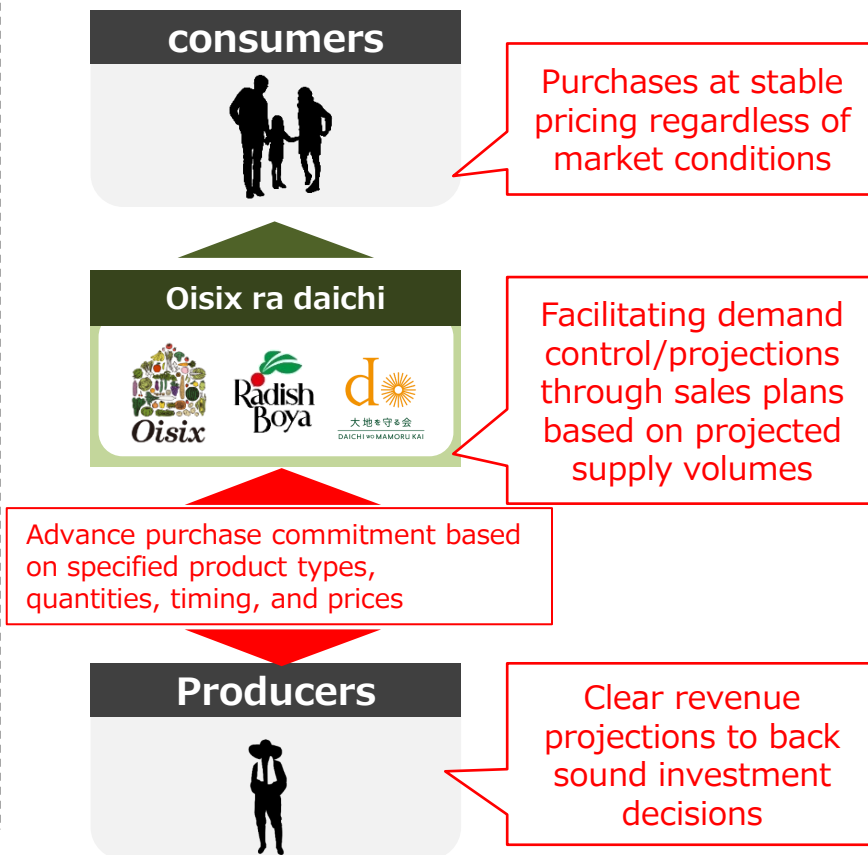 consumers
Purchases at stable
pricing regardless of
market conditions
Oisix ra daichi
Oisix
Radish
Boya
d
大地を守る会
DAICHI WO MAMORU KAI
Facilitating demand
control/projections
through sales plans
based on projected
supply volumes
Advance purchase commitment based
on specified product types,
quantities, timing, and prices
Producers
Clear revenue
projections to back
sound investment
decisions